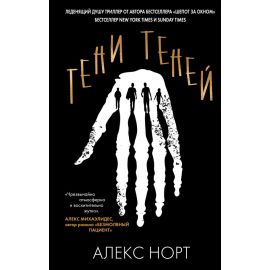 ЛЕДЕНЯЩИЙ ДУШУ ТРИЛЛЕР ОТ АВТОРА БЕСТСЕЛЛЕРА «ШЕПОТ ЗА ОКНОМ»
БЕСТСЕЛЛЕР NEW YORK TIMES И SUNDAY TIMES
ТЕНИ ТЕНЕЙ
«Чрезвычайно
атмосферно
и восхитительно
жутко»
АЛЕКС МИХАЭЛИДЕС,
автор романа «БЕЗМОЛВНЫЙ
ПАЦИЕНТ»
АЛЕКС НОРТ